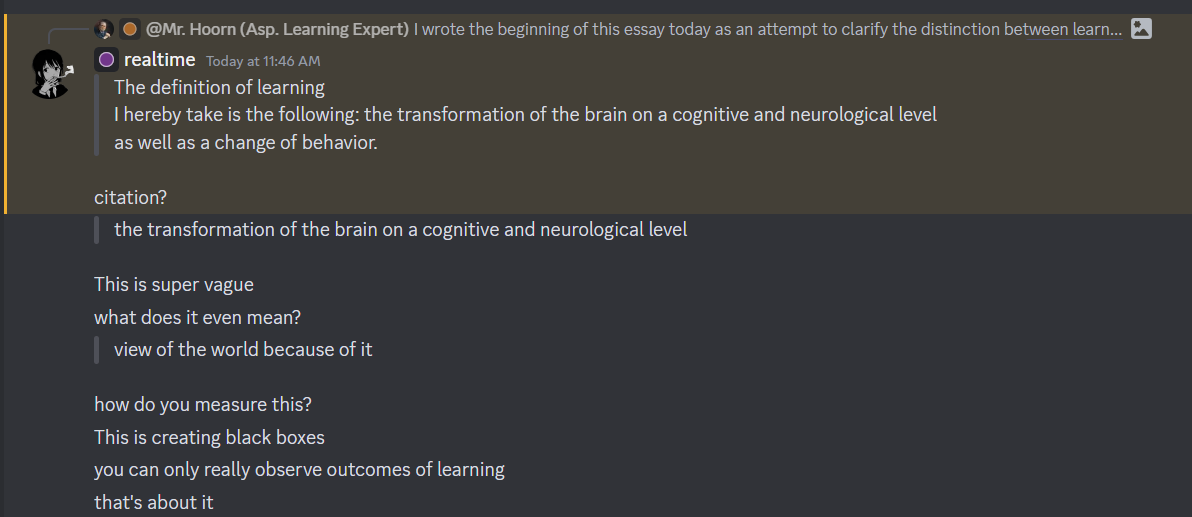 @Mr. Hoorn (Asp. Learning Expert) I wrote the beginning of this essay today as an attempt to clarify the distinction between learn...
realtime Today at 11:46 AM
The definition of learning
I hereby take is the following: the transformation of the brain on a cognitive and neurological level
as well as a change of behavior.
citation?
the transformation of the brain on a cognitive and neurological level
This is super vague
what does it even mean?
view of the world because of it
how do you measure this?
This is creating black boxes
you can only really observe outcomes of learning
that's about it